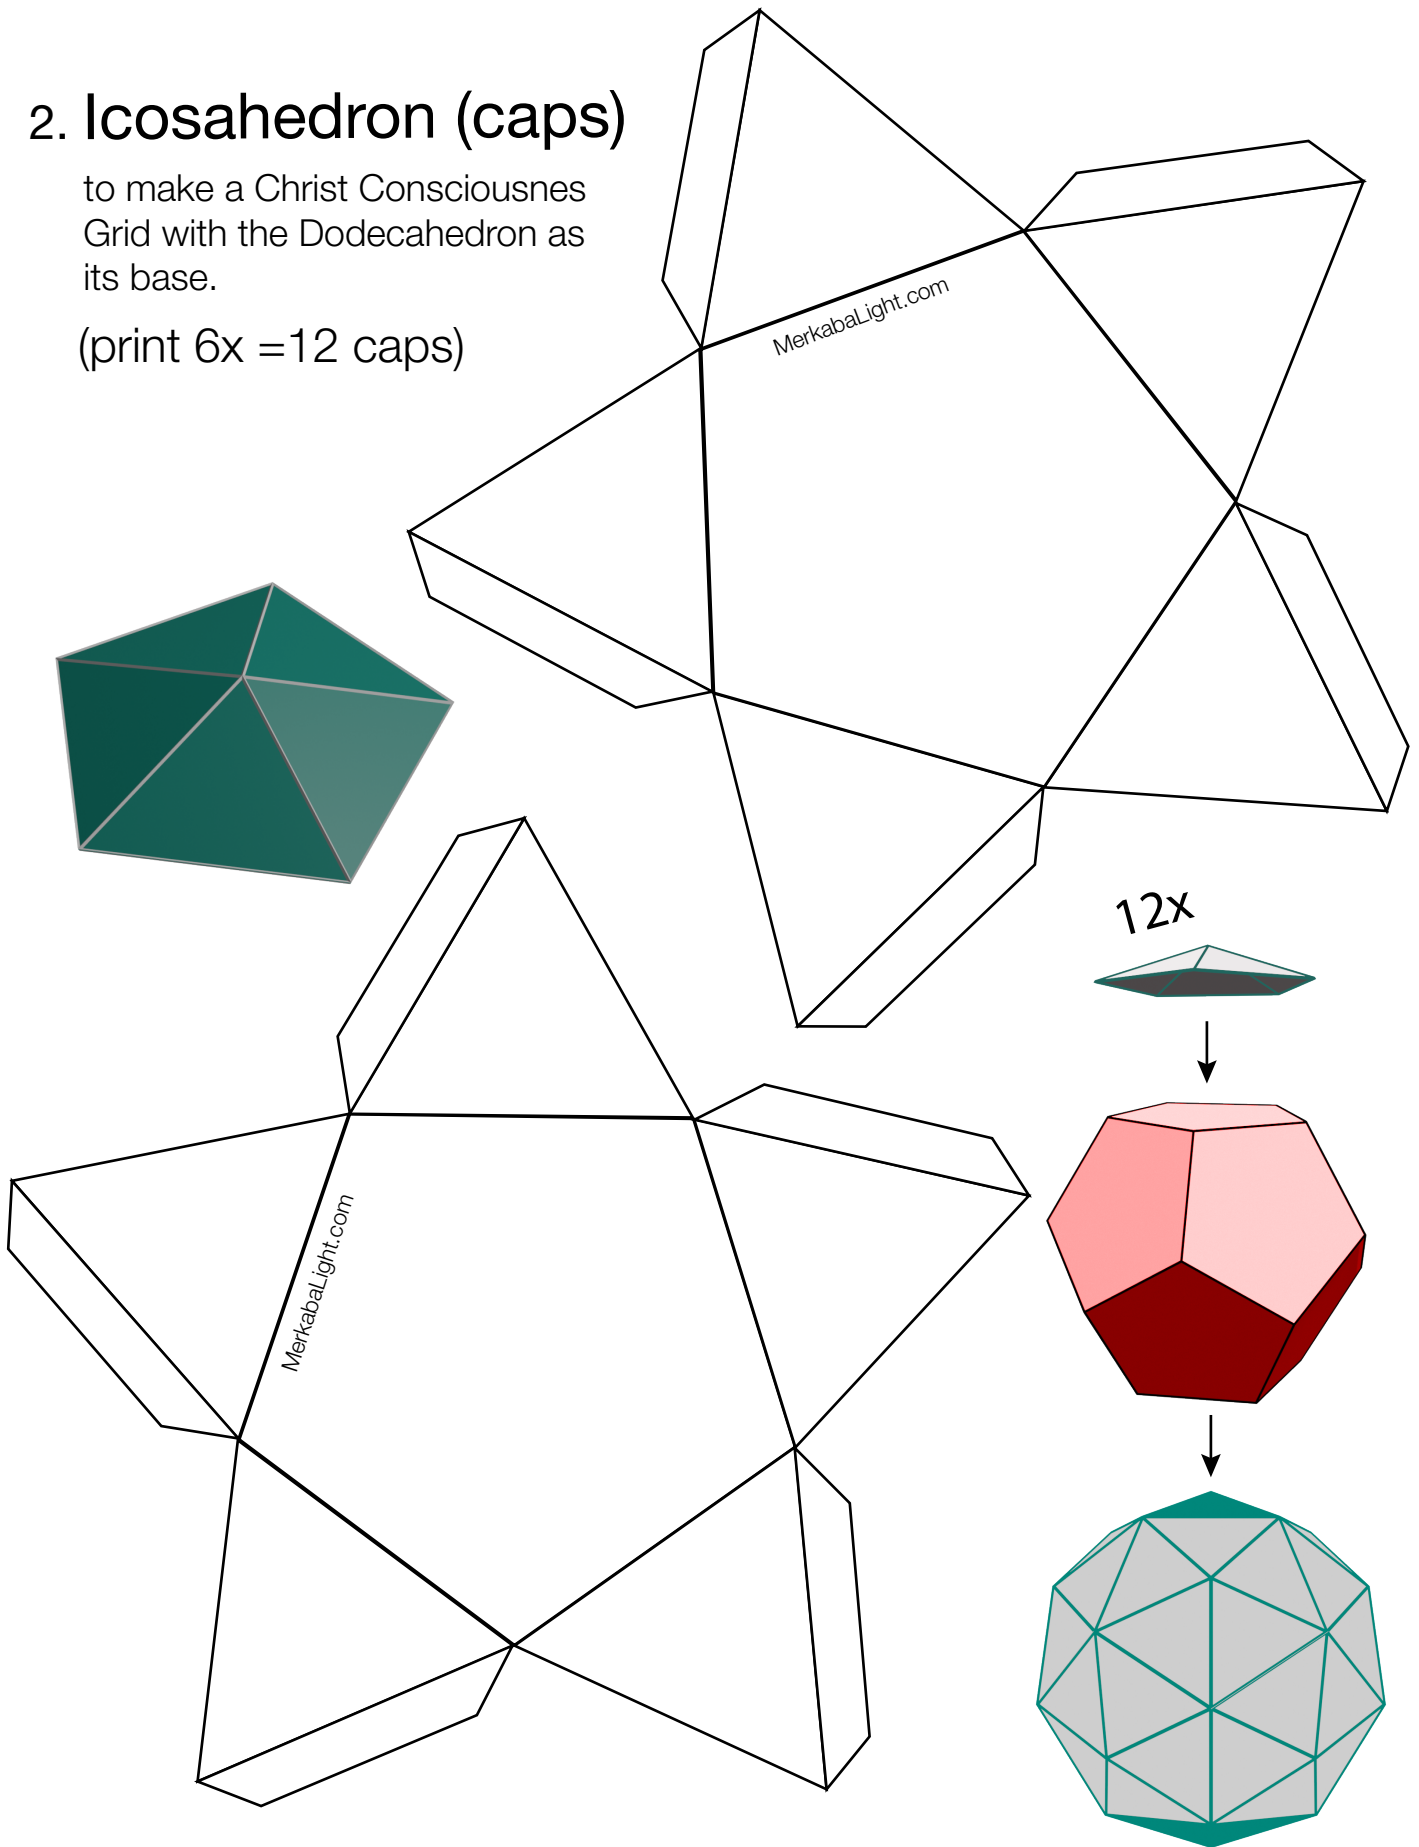 2. Icosahedron (caps)
to make a Christ Consciousnes
Grid with the Dodecahedron as
its base.
(print 6x =12 caps)
MerkabaLight.com
12x
MerkabaLight.com